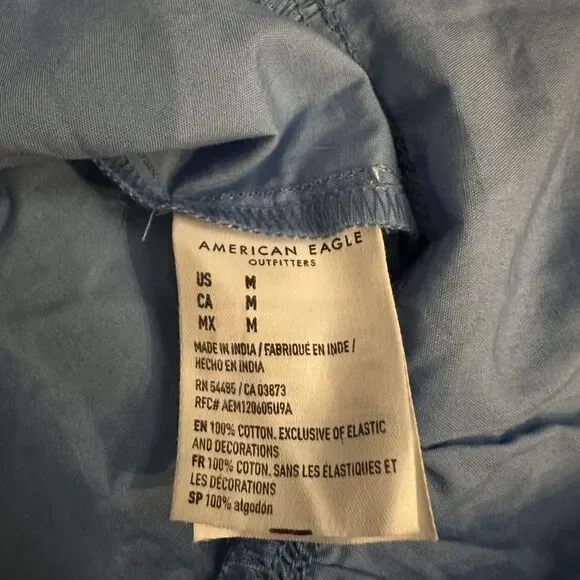 AMERICAN EAGLE
OUTFITTERS
US M
CA M
MX M
MADE IN INDIA / FABRIQUÉ EN INDE /
HECHO EN INDIA
RN 54485 / CA 03873
RFC# AEM120605U9A
EN 100% COTTON. EXCLUSIVE OF ELASTIC
AND DECORATIONS
FR 100% COTON. SANS LES ÉLASTIQUES ET
LES DÉCORATIONS
SP 100% algodón